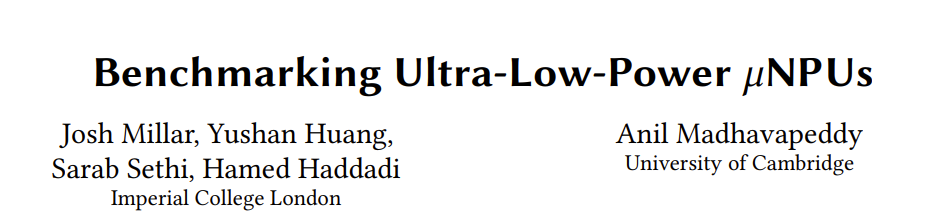 Benchmarking Ultra-Low-Power μNPUs
Josh Millar, Yushan Huang,
Sarab Sethi, Hamed Haddadi
Imperial College London
Anil Madhavapeddy
University of Cambridge